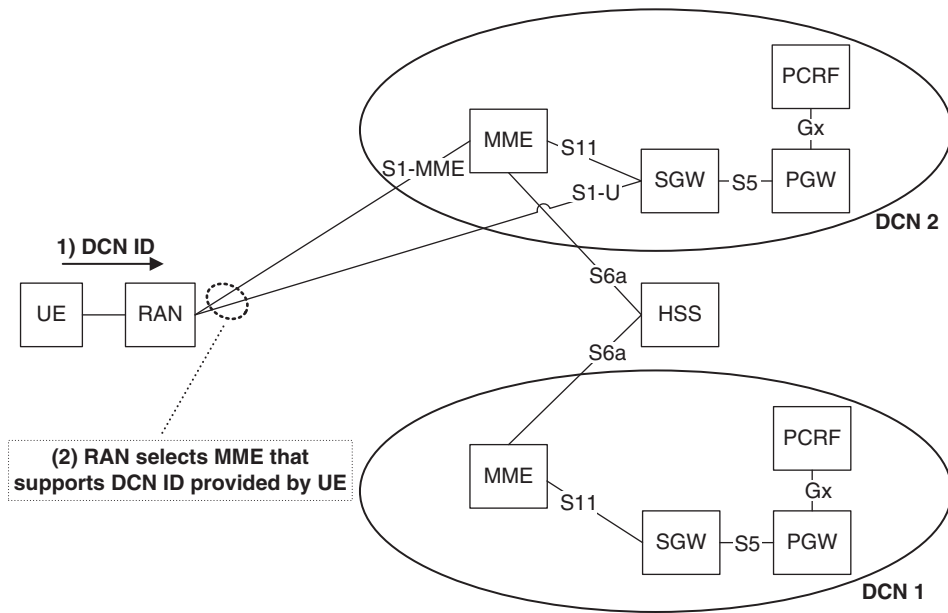 PCRF
Gx
MME
S11
S1-MME
SGW
S5
PGW
S1-U
DCN 2
1) DCN ID
UE
RAN
S6a
HSS
S6a
(2) RAN selects MME that
supports DCN ID provided by UE
PCRF
MME
Gx
S11
SGW
S5
PGW
DCN 1